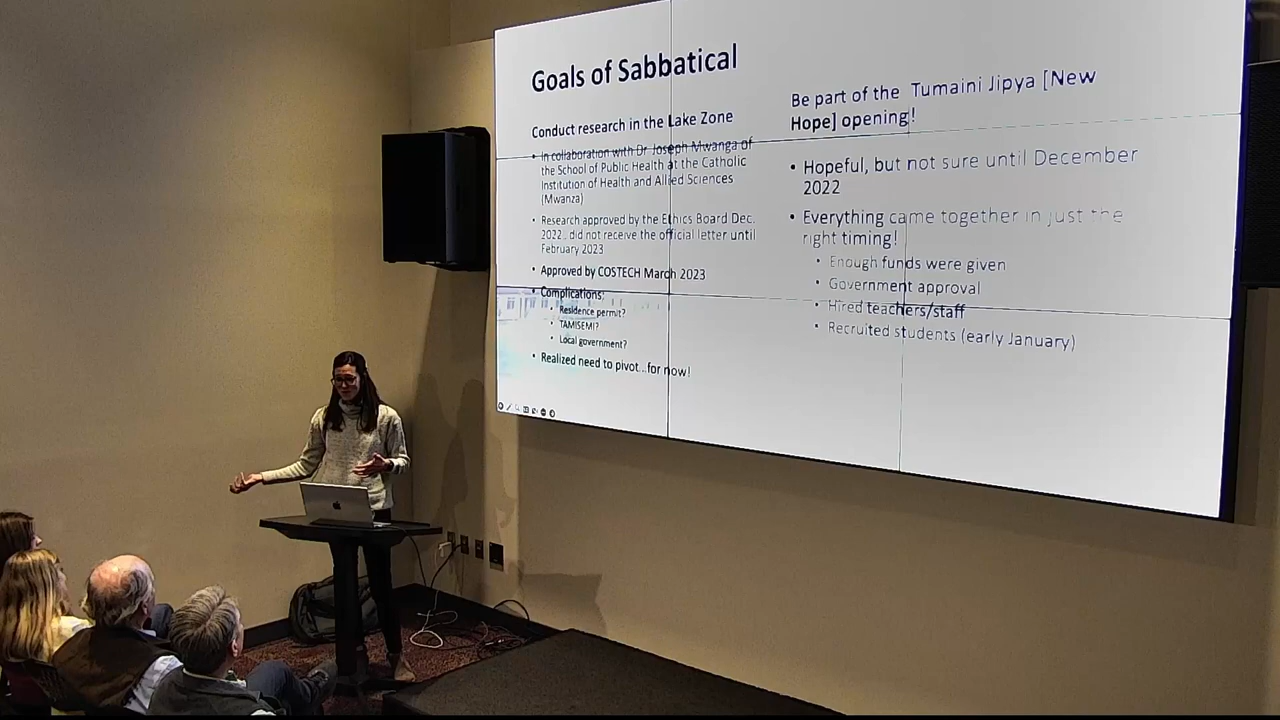 Goals of Sabbatical
Conduct research in the Lake Zone
• In collaboration with Dr Joseph Mwanga of
the School of Public Health at the Catholic
Institution of Health and Allied Sciences
(Mwanza)
• Research approved by the Ethics Board Dec.
2022, did not receive the official letter until
February 2023
• Approved by COSTECH March 2023
• Complications:
• Residence permit?
• TAMISEMI?
• Local government?
• Realized need to pivot...for now!
Be part of the Tumaini Jipya [New
Hope] opening!
• Hopeful, but not sure until December
2022
• Everything came together in just the
right timing!
• Enough funds were given
• Government approval
• Hired teachers/staff
• Recruited students (early January)